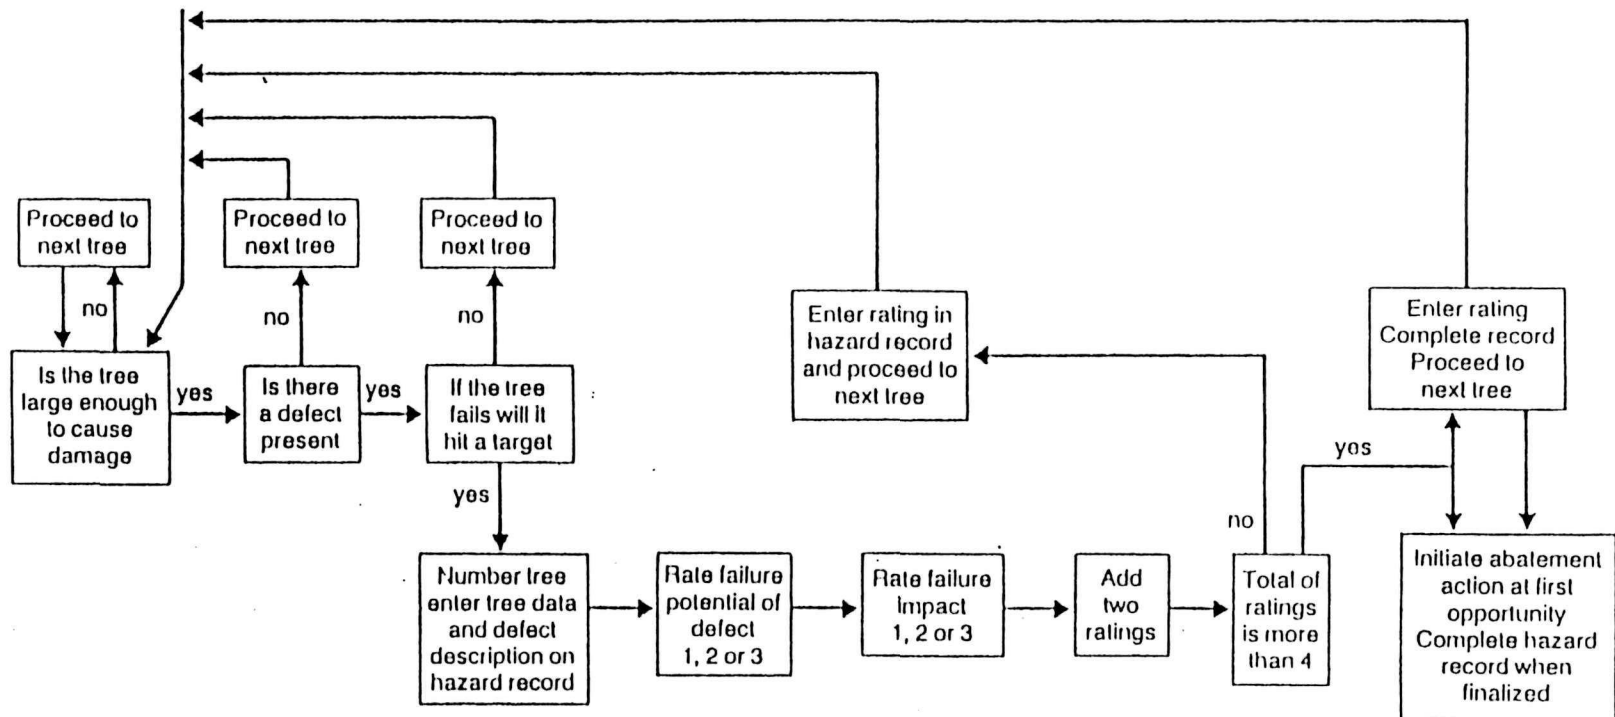 Proceed to
next tree
no
Is the tree
large enough
to cause
damage
yes
Proceed to
next tree
no
Is there
a defect
present
yes
Proceed to
next tree
no
If the tree
fails will it
hit a target
yes
Number tree
enter tree data
and defect
description on
hazard record
Rate failure
potential of
defect
1, 2 or 3
Rate failure
Impact
1, 2 or 3
Add
two
ratings
Total of
ratings
is more
than 4
no
Enter rating in
hazard record
and proceed to
next tree
yes
Enter rating
Complete record
Proceed to
next tree
Initiate abatement
action at first
opportunity
Complete hazard
record when
finalized